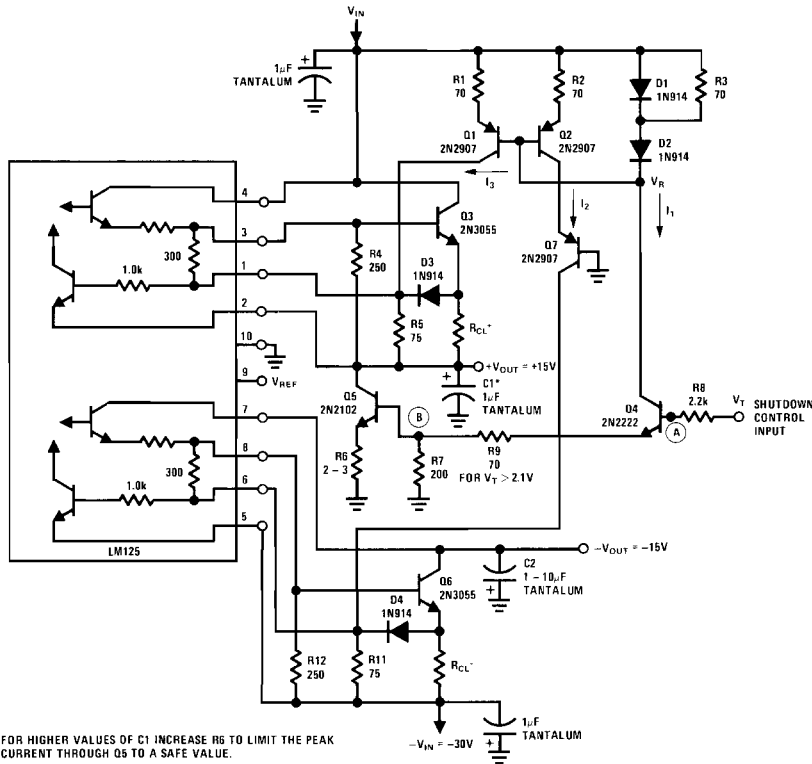 V_IN
1µF
TANTALUM
R1
70
R2
70
D1
1N914
R3
70
Q1
2N2907
Q2
2N2907
D2
1N914
V_R
I_3
I_2
I_1
4
3
300
1.0k
1
2
10
9
V_REF
Q3
2N3055
R4
250
D3
1N914
R5
75
R_CL+
Q7
2N2907
+V_OUT = +15V
C1*
1µF
TANTALUM
Q5
2N2102
B
R6
2 – 3
R7
200
R9
70
FOR V_T > 2.1V
Q4
2N2222
A
R8
2.2k
V_T
SHUTDOWN
CONTROL
INPUT
7
8
300
1.0k
6
5
LM125
–V_OUT = –15V
C2
1 – 10µF
TANTALUM
Q6
2N3055
D4
1N914
R12
250
R11
75
R_CL-
–V_IN = –30V
1µF
TANTALUM
FOR HIGHER VALUES OF C1 INCREASE R6 TO LIMIT THE PEAK
CURRENT THROUGH Q5 TO A SAFE VALUE.